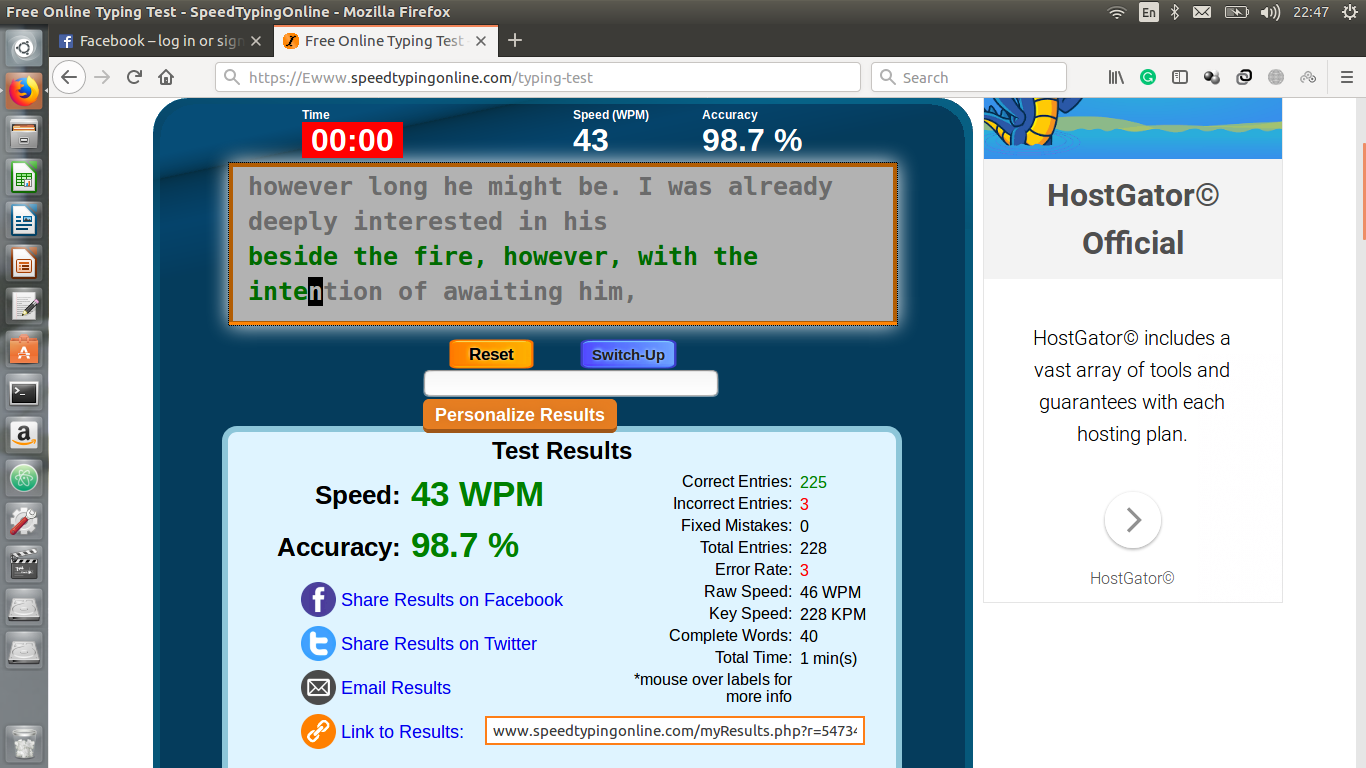 Free Online Typing Test - SpeedTypingOnline - Mozilla Firefox
En
22:47
Facebook – log in or sign
Free Online Typing Test
https://Ewww.speedtypingonline.com/typing-test
Search
Time
Speed (WPM)
Accuracy
00:00
43
98.7 %
however long he might be. I was already
deeply interested in his
beside the fire, however, with the
intention of awaiting him,
Reset
Switch-Up
Personalize Results
Test Results
Speed: 43 WPM
Accuracy: 98.7 %
Share Results on Facebook
Share Results on Twitter
Email Results
Link to Results:
www.speedtypingonline.com/myResults.php?r=54734
Correct Entries: 225
Incorrect Entries: 3
Fixed Mistakes: 0
Total Entries: 228
Error Rate: 3
Raw Speed: 46 WPM
Key Speed: 228 KPM
Complete Words: 40
Total Time: 1 min(s)
*mouse over labels for
more info
HostGator©
Official
HostGator© includes a
vast array of tools and
guarantees with each
hosting plan.
HostGator©